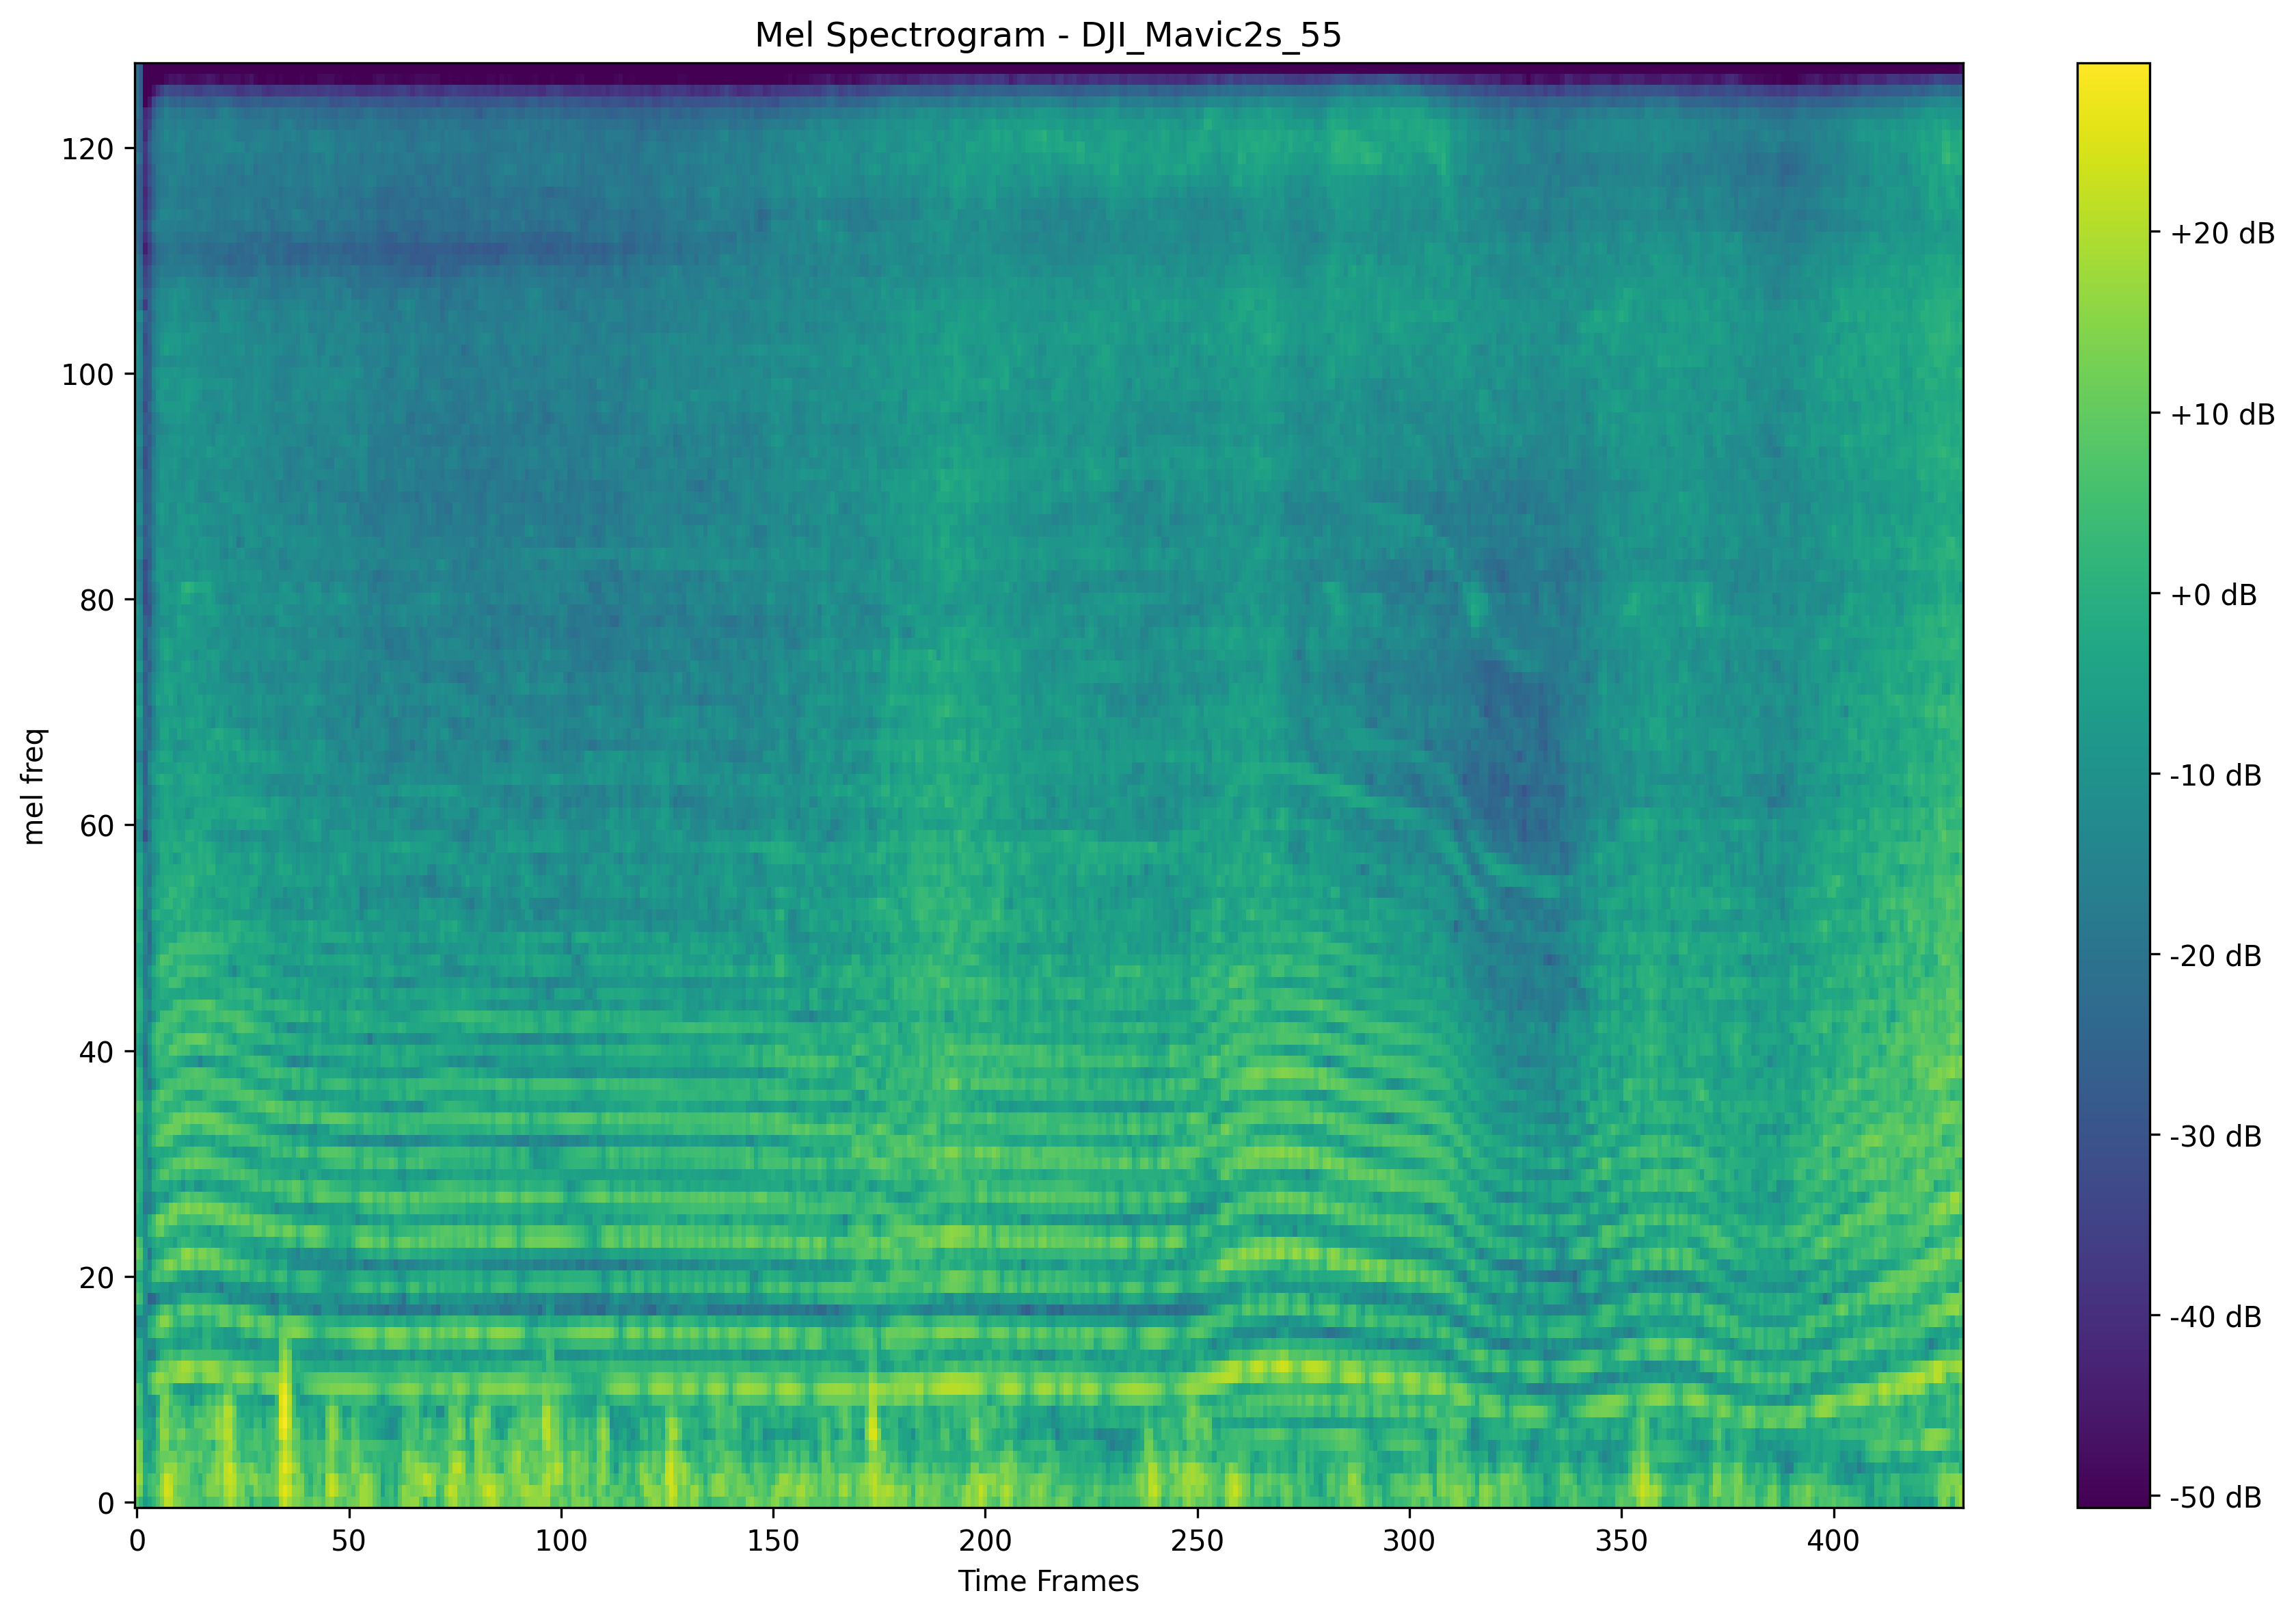 Mel Spectrogram - DJI_Mavic2s_55
120
100
80
60
40
20
0
mel freq
0 50 100 150 200 250 300 350 400
Time Frames
+20 dB
+10 dB
+0 dB
-10 dB
-20 dB
-30 dB
-40 dB
-50 dB